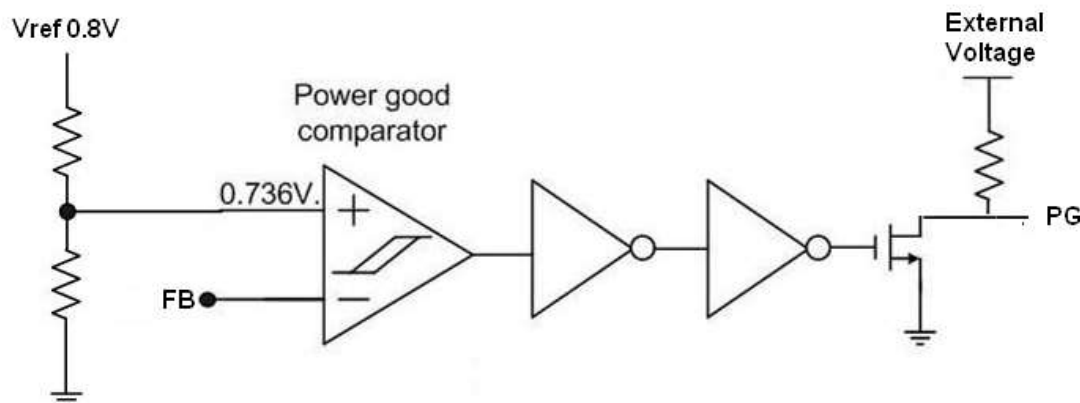 Vref 0.8V
External
Voltage
Power good
comparator
0.736V.
+
PG
FB
−